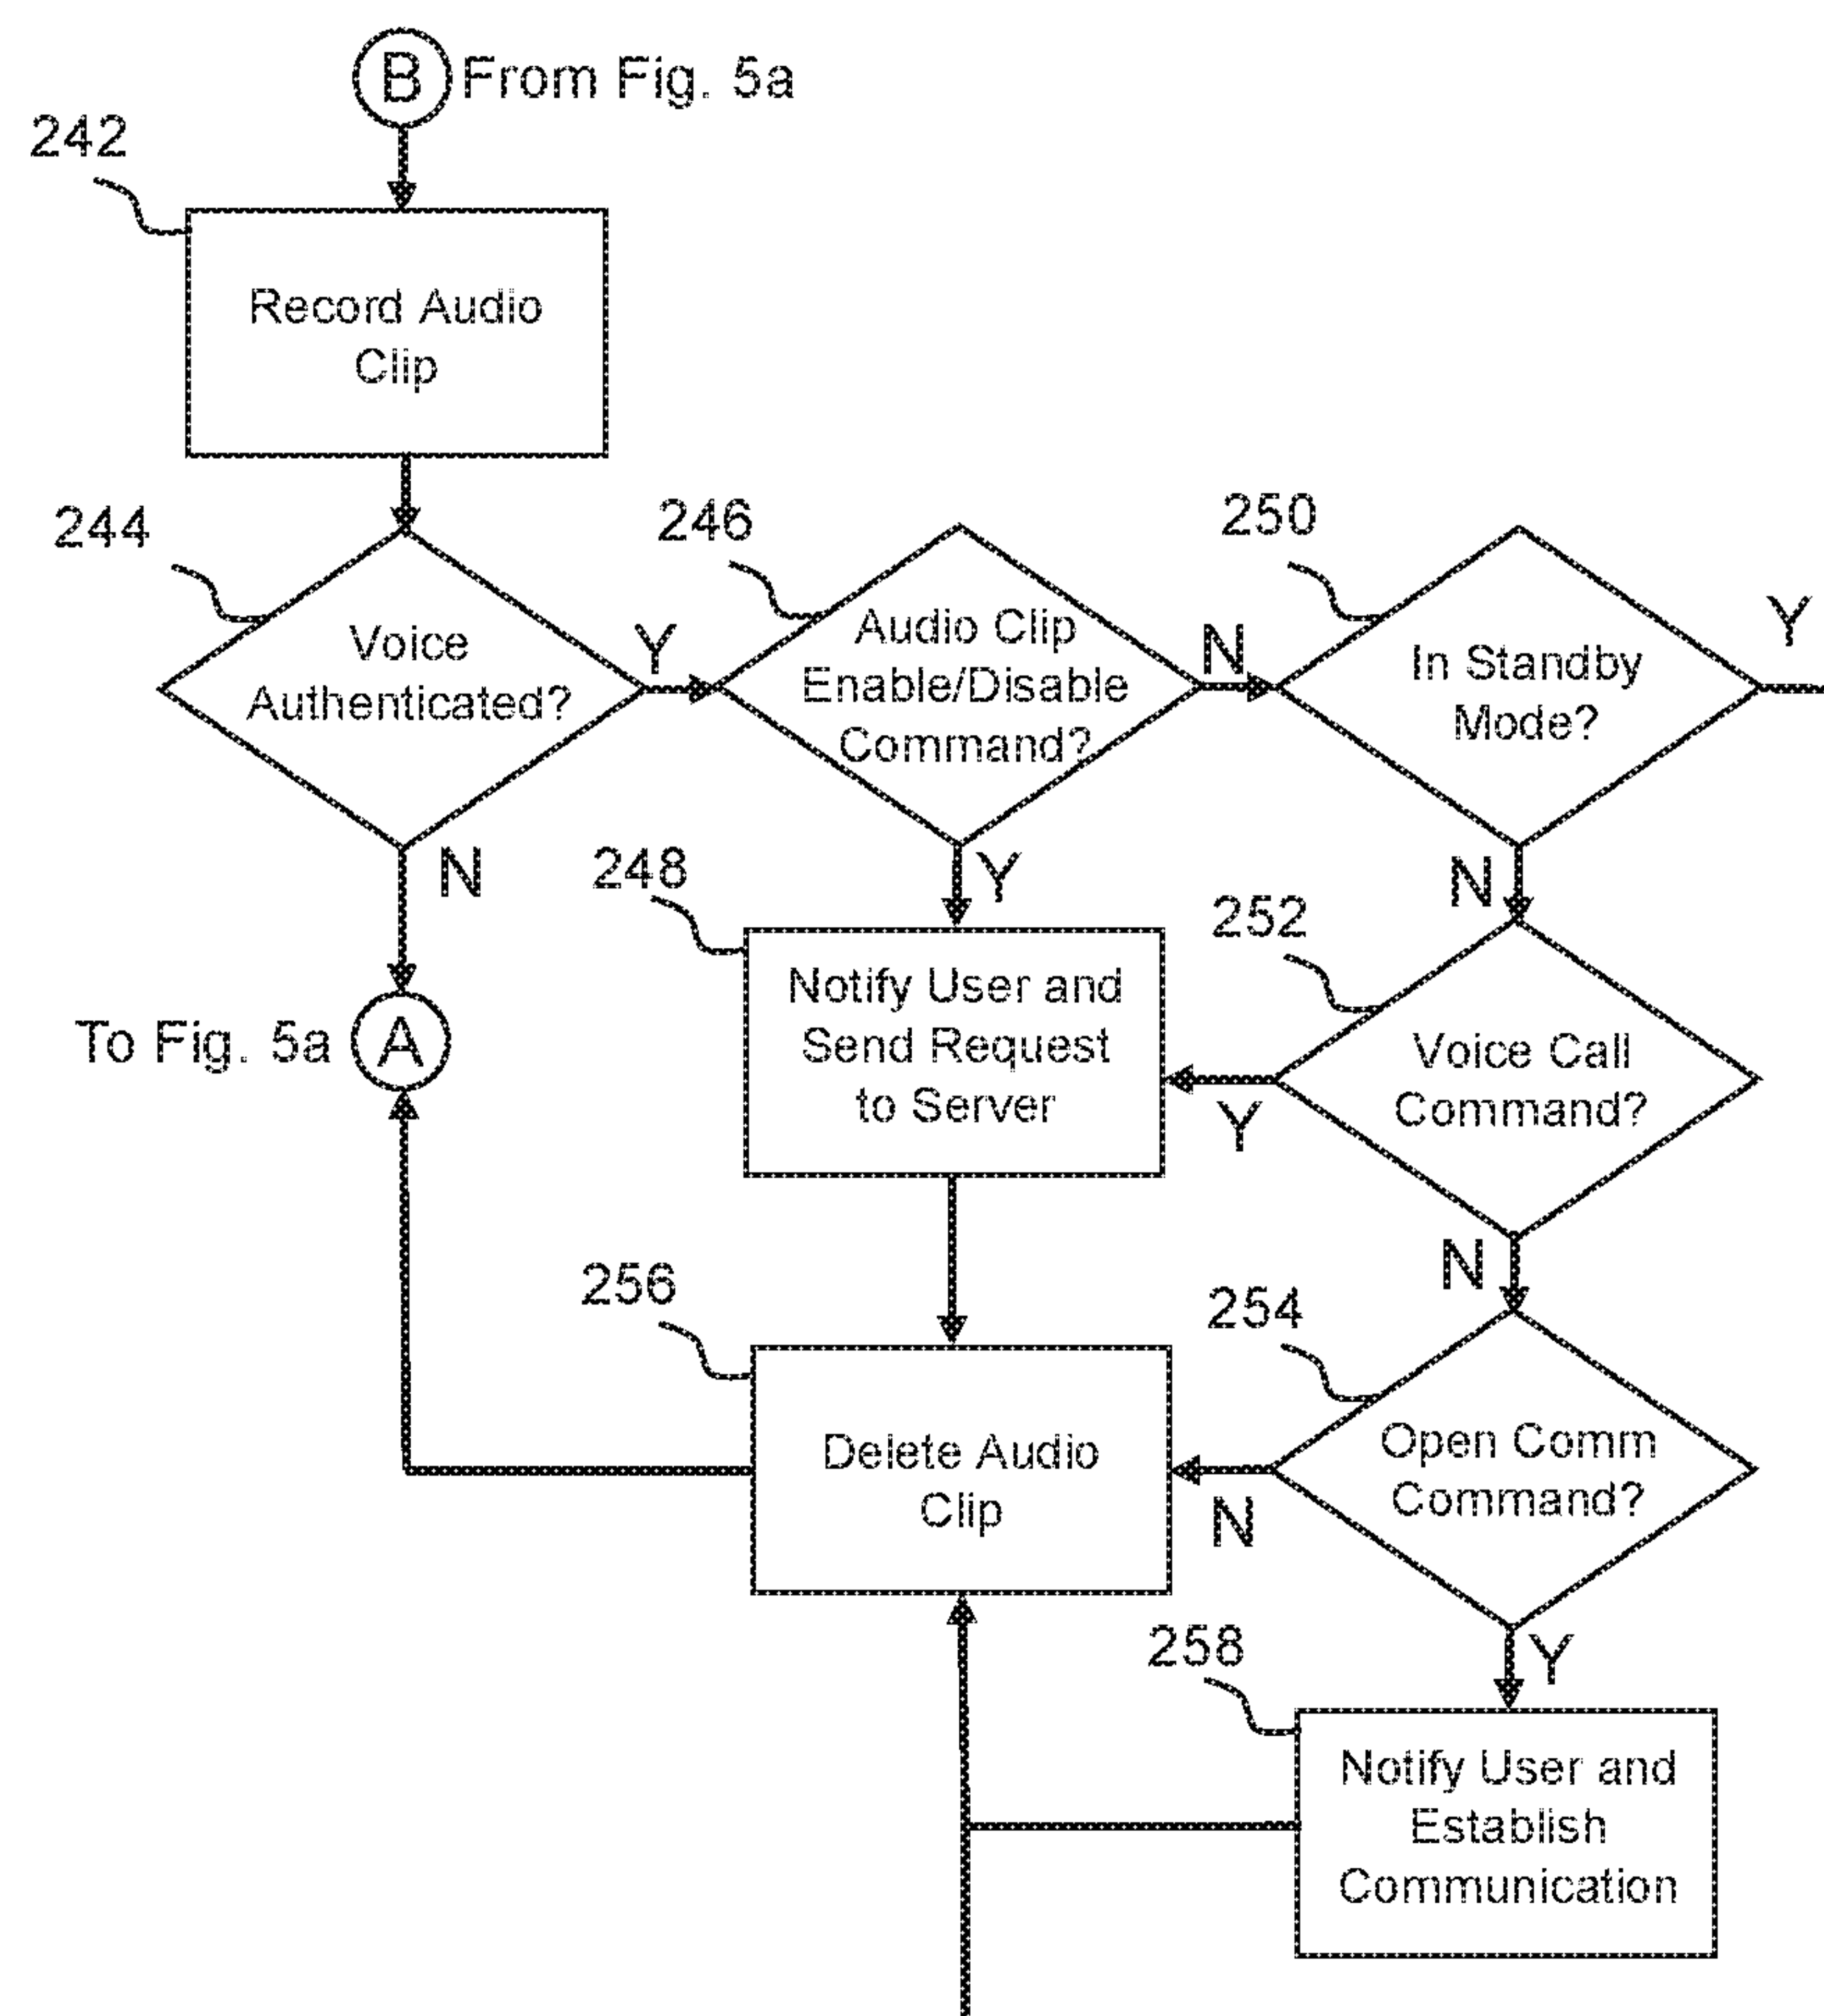 B From Fig. 5a
242
Record Audio
Clip
244
Voice
Authenticated?
Y
N
246
Audio Clip
Enable/Disable
Command?
N
Y
250
In Standby
Mode?
Y
N
248
Notify User and
Send Request
to Server
252
Voice Call
Command?
Y
N
To Fig. 5a A
256
Delete Audio
Clip
254
Open Comm
Command?
N
Y
258
Notify User and
Establish
Communication